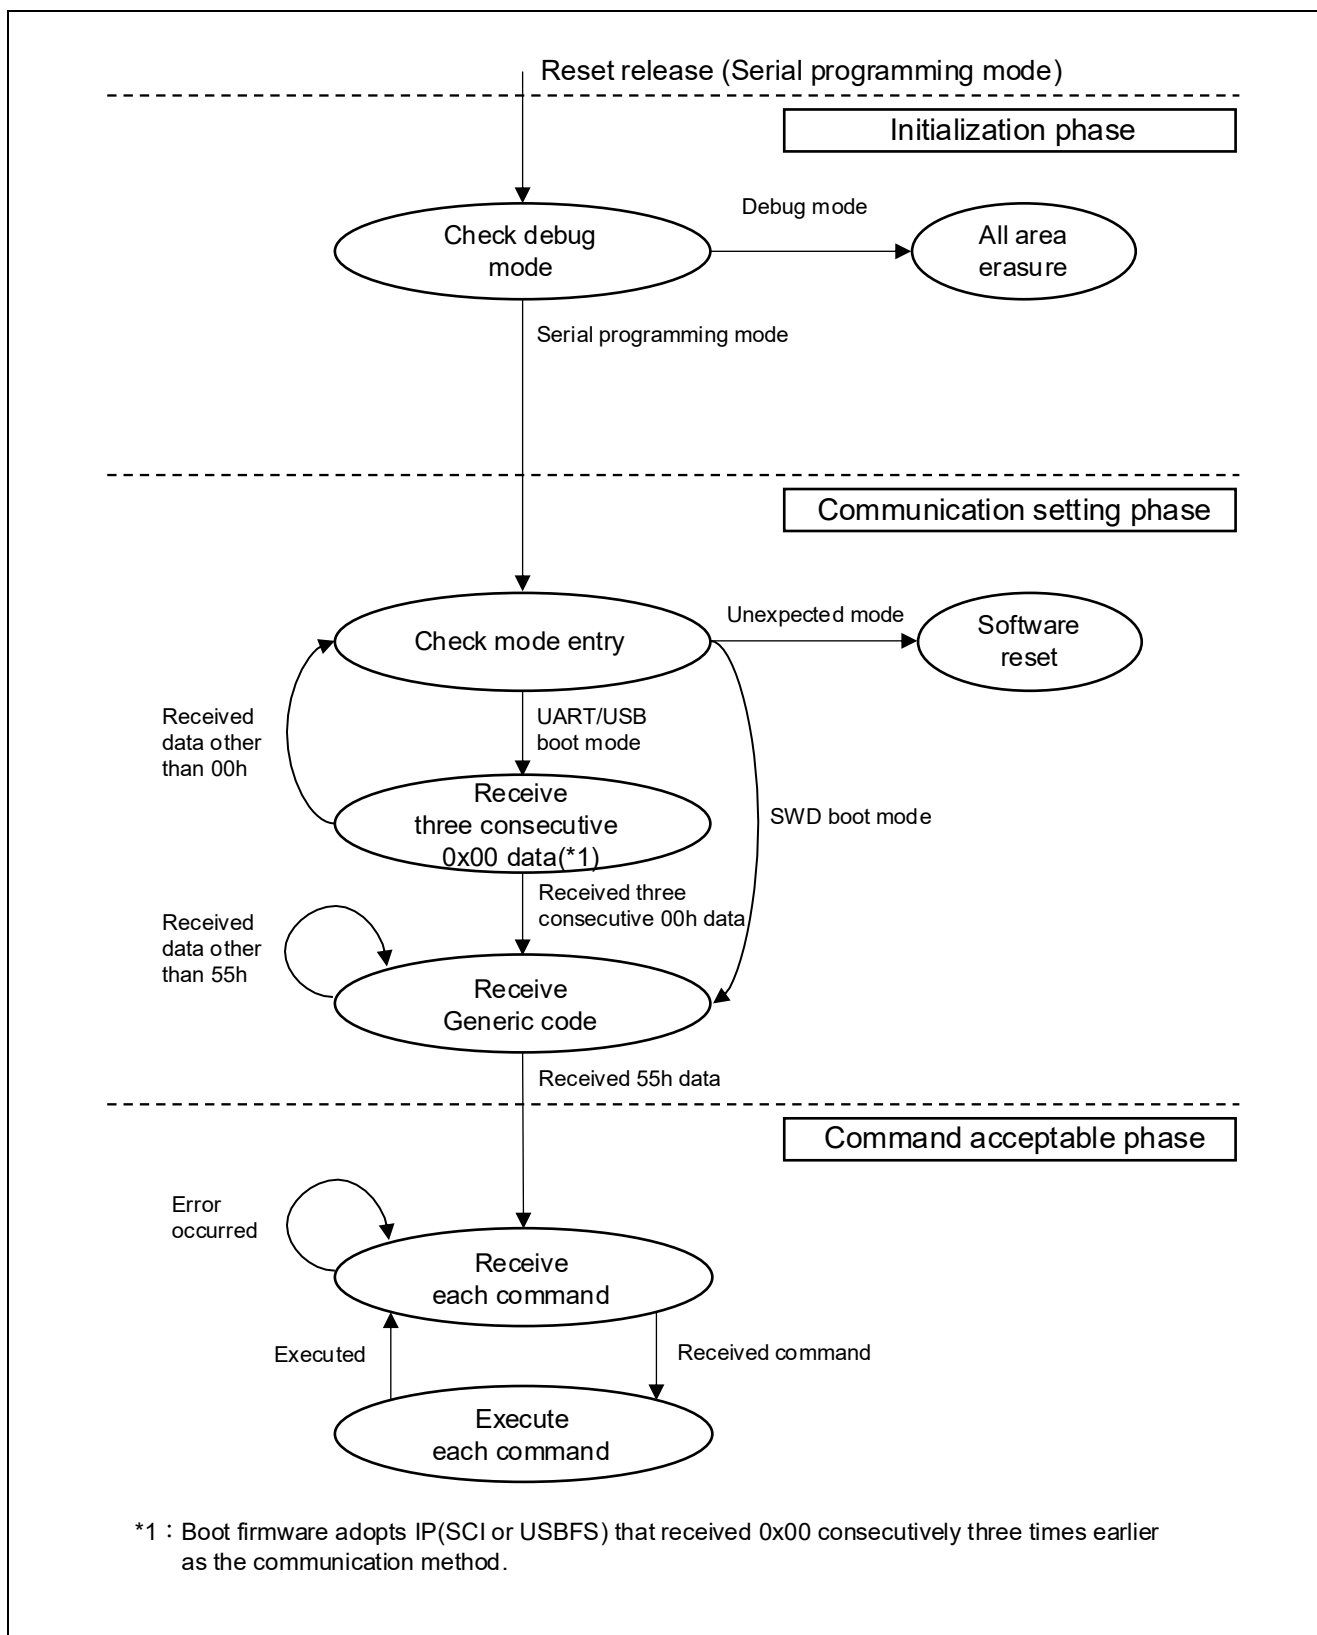 Reset release (Serial programming mode)
Initialization phase
Debug mode
Check debug
mode
All area
erasure
Serial programming mode
Communication setting phase
Unexpected mode
Check mode entry
Software
reset
Received
data other
than 00h
UART/USB
boot mode
Receive
three consecutive
0x00 data(*1)
SWD boot mode
Received three
consecutive 00h data
Received
data other
than 55h
Receive
Generic code
Received 55h data
Command acceptable phase
Error
occurred
Receive
each command
Executed
Received command
Execute
each command
*1：Boot firmware adopts IP(SCI or USBFS) that received 0x00 consecutively three times earlier
as the communication method.